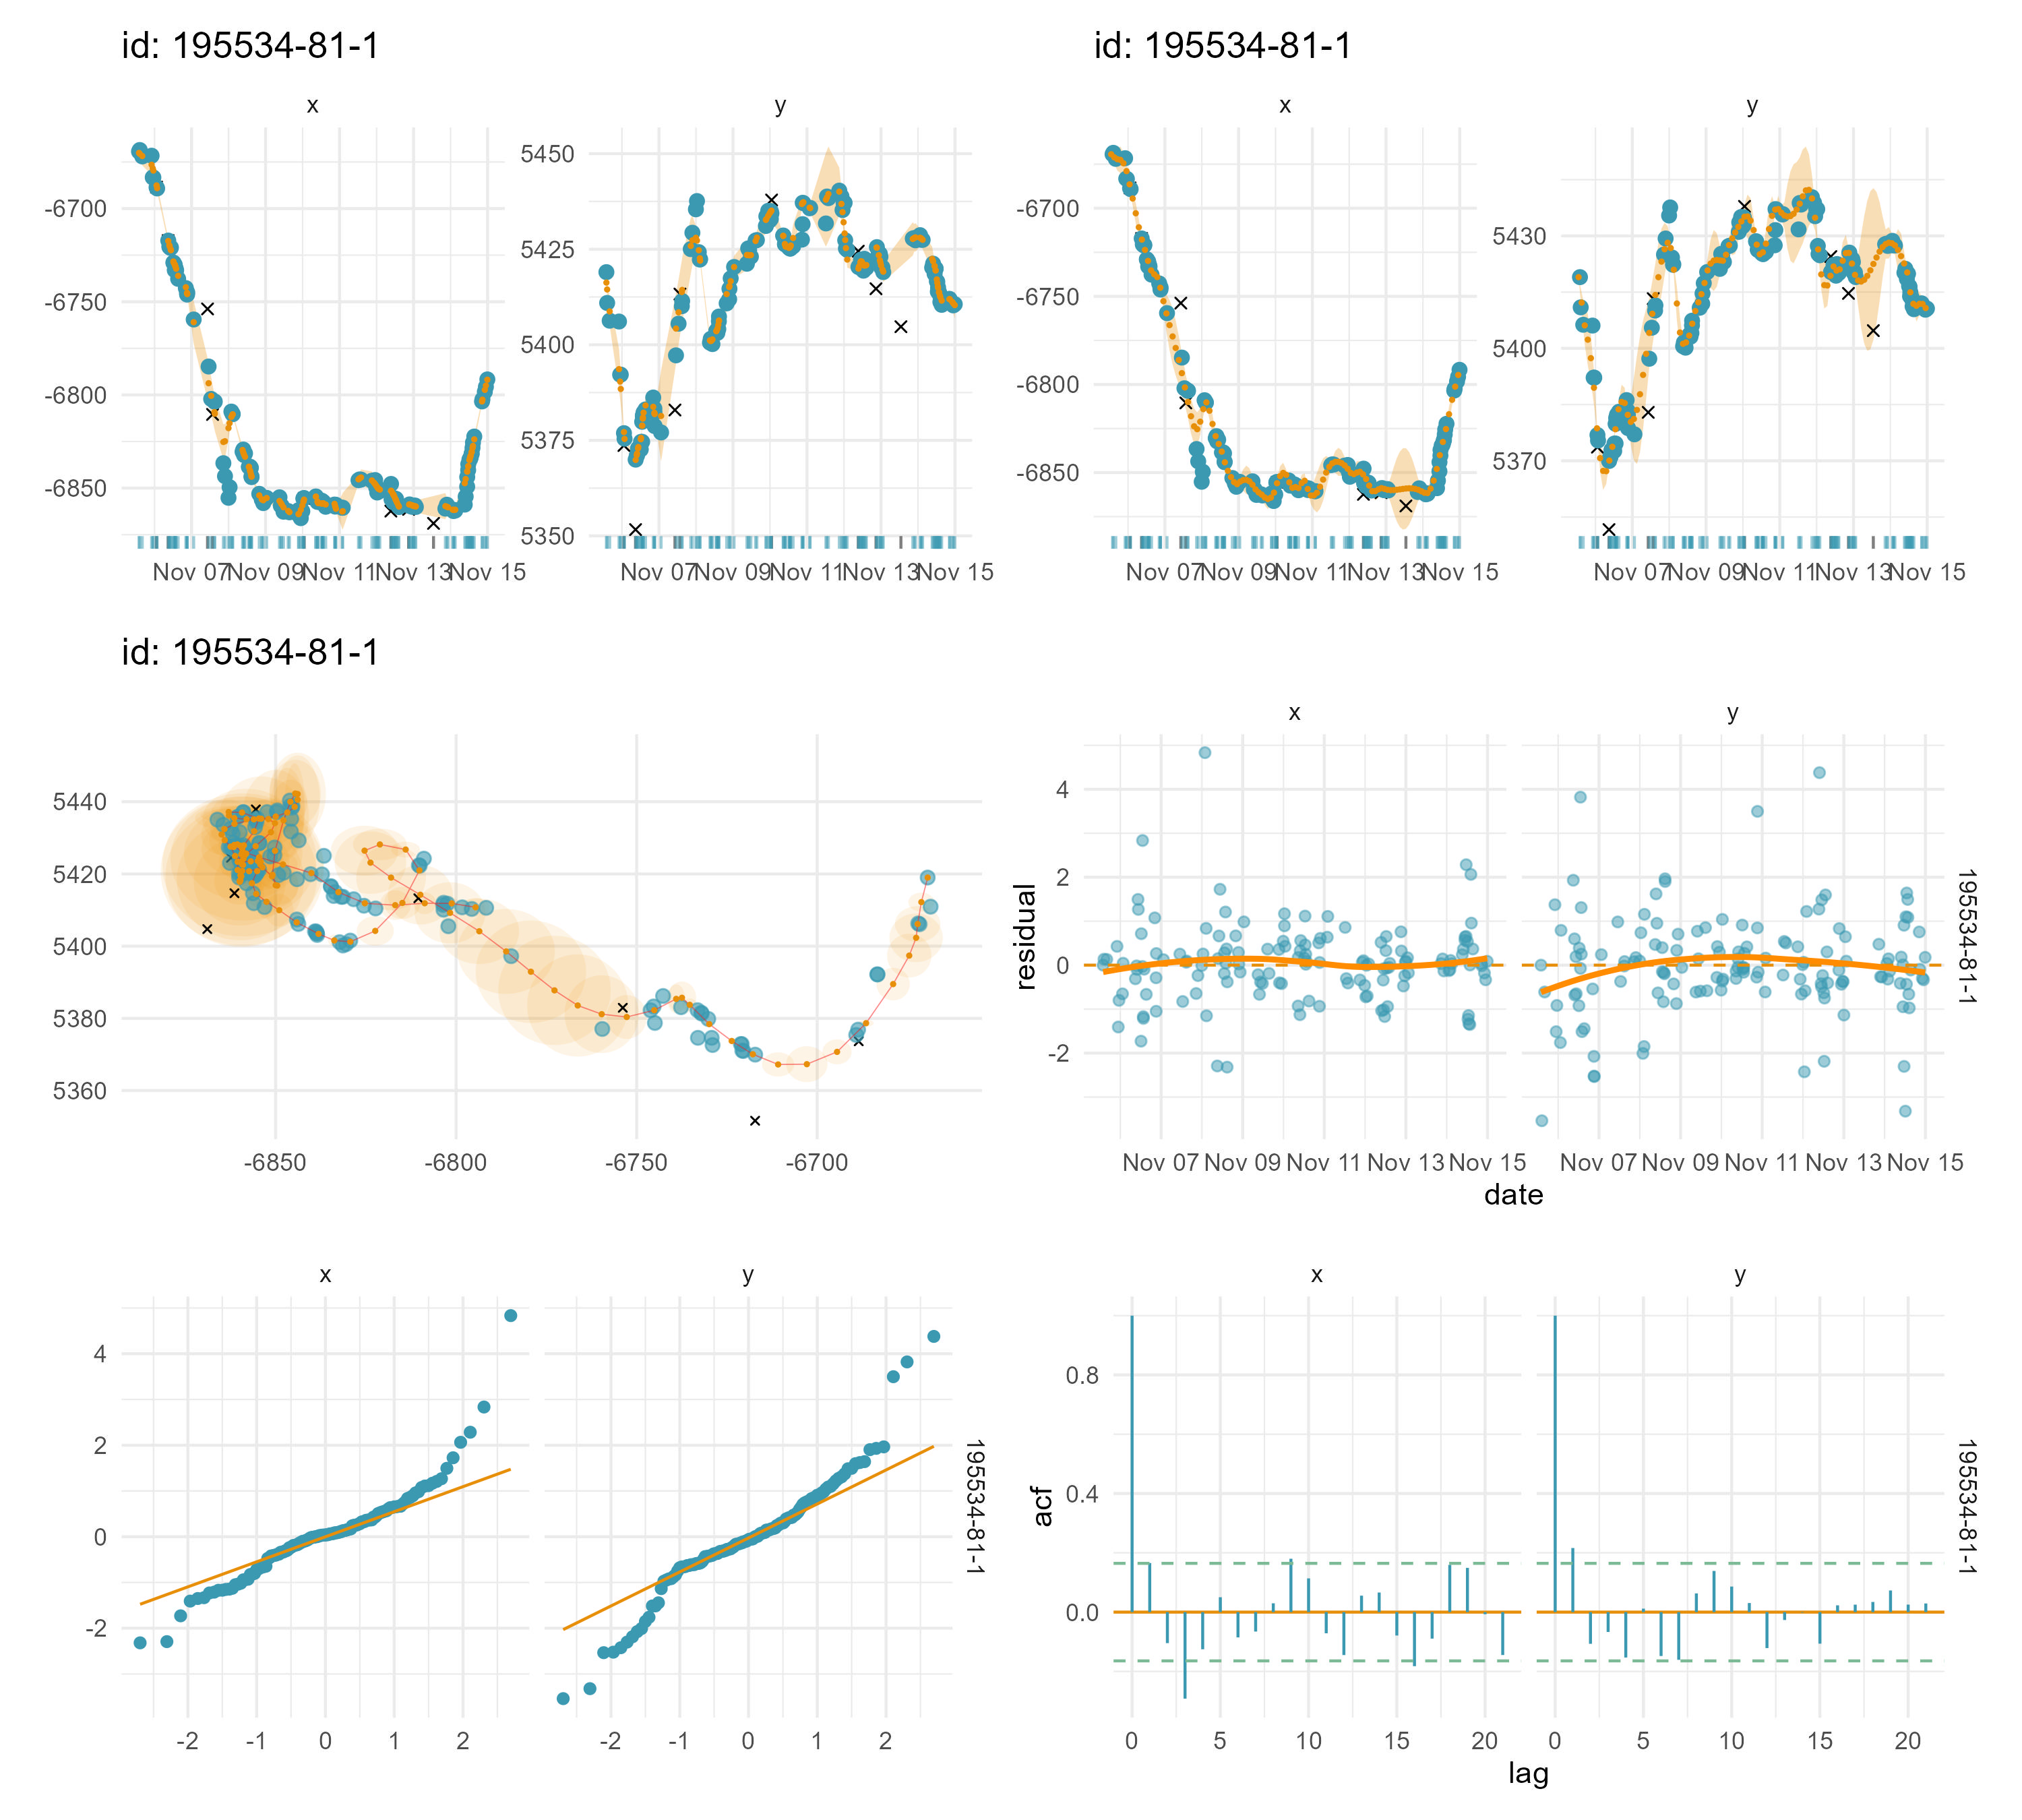 id: 195534-81-1
x
y
-6700
-6750
-6800
-6850
5450
5425
5400
5375
5350
Nov 07 Nov 09 Nov 11 Nov 13 Nov 15
Nov 07 Nov 09 Nov 11 Nov 13 Nov 15
id: 195534-81-1
x
y
-6700
-6750
-6800
-6850
5430
5400
5370
Nov 07 Nov 09 Nov 11 Nov 13 Nov 15
Nov 07 Nov 09 Nov 11 Nov 13 Nov 15
id: 195534-81-1
5440
5420
5400
5380
5360
-6850 -6800 -6750 -6700
x
y
residual
4
2
0
-2
195534-81-1
Nov 07 Nov 09 Nov 11 Nov 13 Nov 15
Nov 07 Nov 09 Nov 11 Nov 13 Nov 15
date
x
y
4
2
0
-2
195534-81-1
-2 -1 0 1 2
-2 -1 0 1 2
x
y
acf
0.8
0.4
0.0
195534-81-1
0 5 10 15 20
0 5 10 15 20
lag